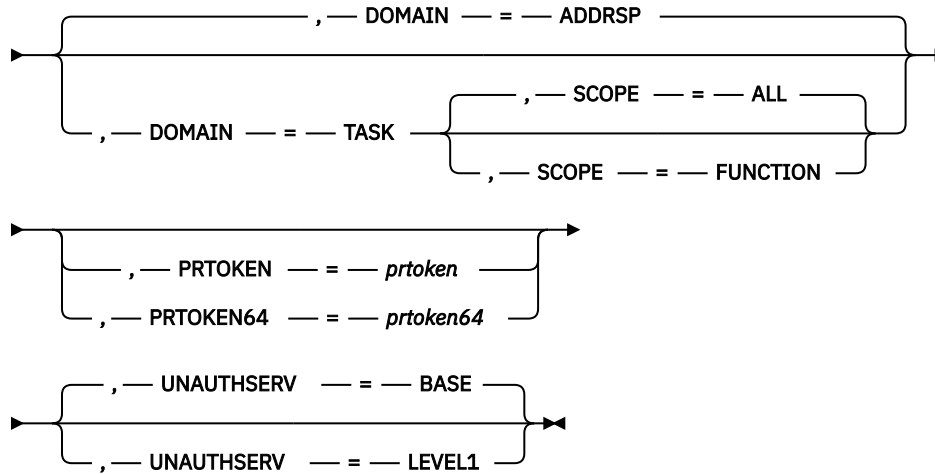 , DOMAIN = ADDRSP
, SCOPE = ALL
, DOMAIN = TASK
, SCOPE = FUNCTION
, PRTOKEN = prtoken
, PRTOKEN64 = prtoken64
, UNAUTHSERV = BASE
, UNAUTHSERV = LEVEL1